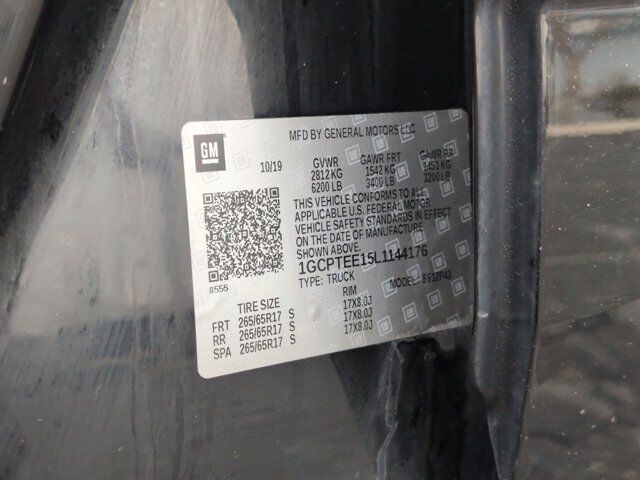 MFD BY GENERAL MOTORS LLC
GM
10/19 GVWR GAWR FRT GAWR RR
2812 KG 1542 KG 1451 KG
6200 LB 3400 LB 3200 LB
THIS VEHICLE CONFORMS TO ALL
APPLICABLE U.S. FEDERAL MOTOR
VEHICLE SAFETY STANDARDS IN EFFECT
ON THE DATE OF MANUFACTURE
8555 1GCPTEE15L1144176
TYPE: TRUCK MODEL:
TIRE SIZE RIM
FRT 265/65R17 S 17X8.0J
RR 265/65R17 S 17X8.0J
SPA 265/65R17 S 17X8.0J